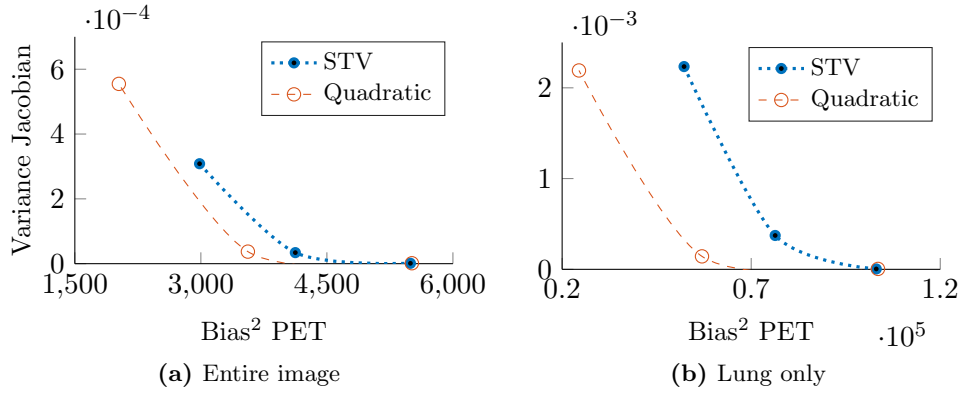 ·10⁻⁴
6
4
2
0
Variance Jacobian
STV
Quadratic
1,500 3,000 4,500 6,000
Bias² PET
(a) Entire image
·10⁻³
2
1
0
STV
Quadratic
0.2 0.7 1.2
Bias² PET
·10⁵
(b) Lung only